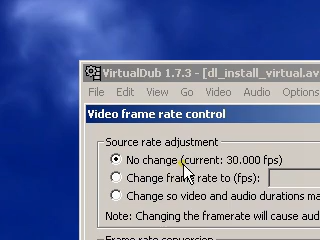 VirtualDub 1.7.3 - [dl_install_virtual.av
File Edit View Go Video Audio Options
Video frame rate control
Source rate adjustment
No change (current: 30.000 fps)
Change frame rate to (fps):
Change so video and audio durations ma
Note: Changing the framerate will cause aud
Frame rate conversion